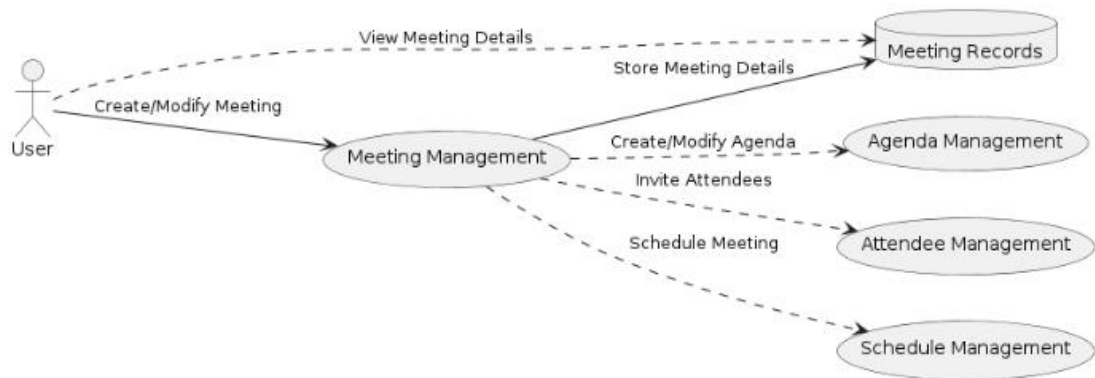 View Meeting Details
Meeting Records
Store Meeting Details
Create/Modify Meeting
User
Meeting Management
Create/Modify Agenda
Agenda Management
Invite Attendees
Attendee Management
Schedule Meeting
Schedule Management